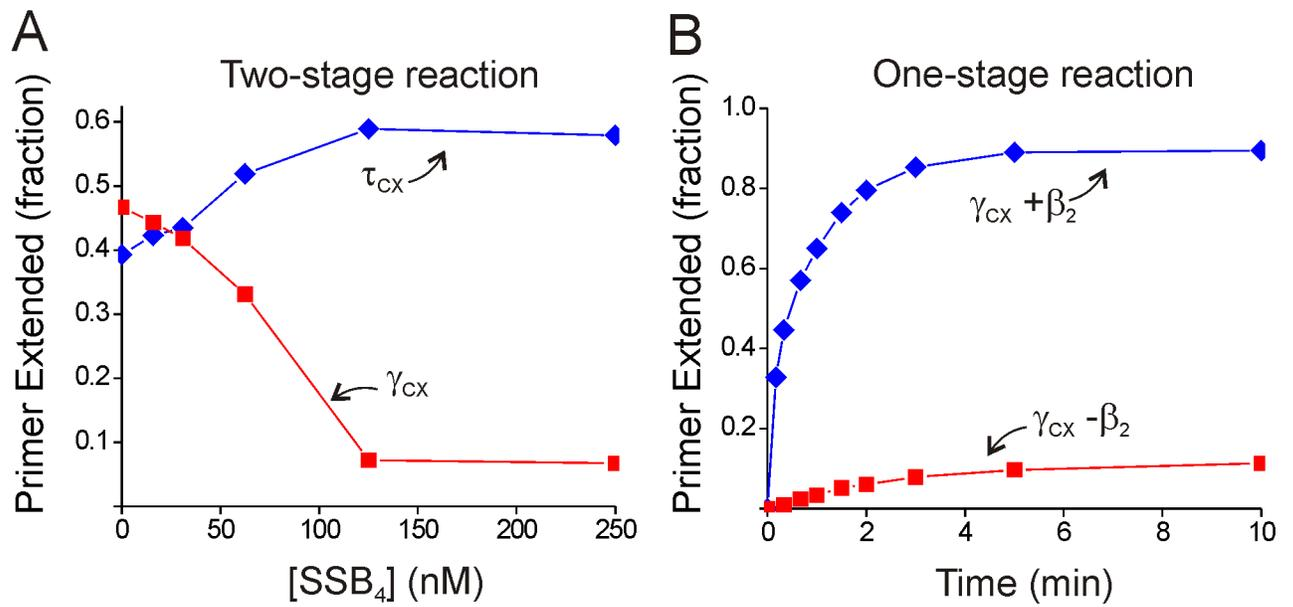 A
Two-stage reaction
Primer Extended (fraction)
0.6
0.5
0.4
0.3
0.2
0.1
τCX
γCX
0 50 100 150 200 250
[SSB4] (nM)
B
One-stage reaction
Primer Extended (fraction)
1.0
0.8
0.6
0.4
0.2
γCX +β2
γCX -β2
0 2 4 6 8 10
Time (min)